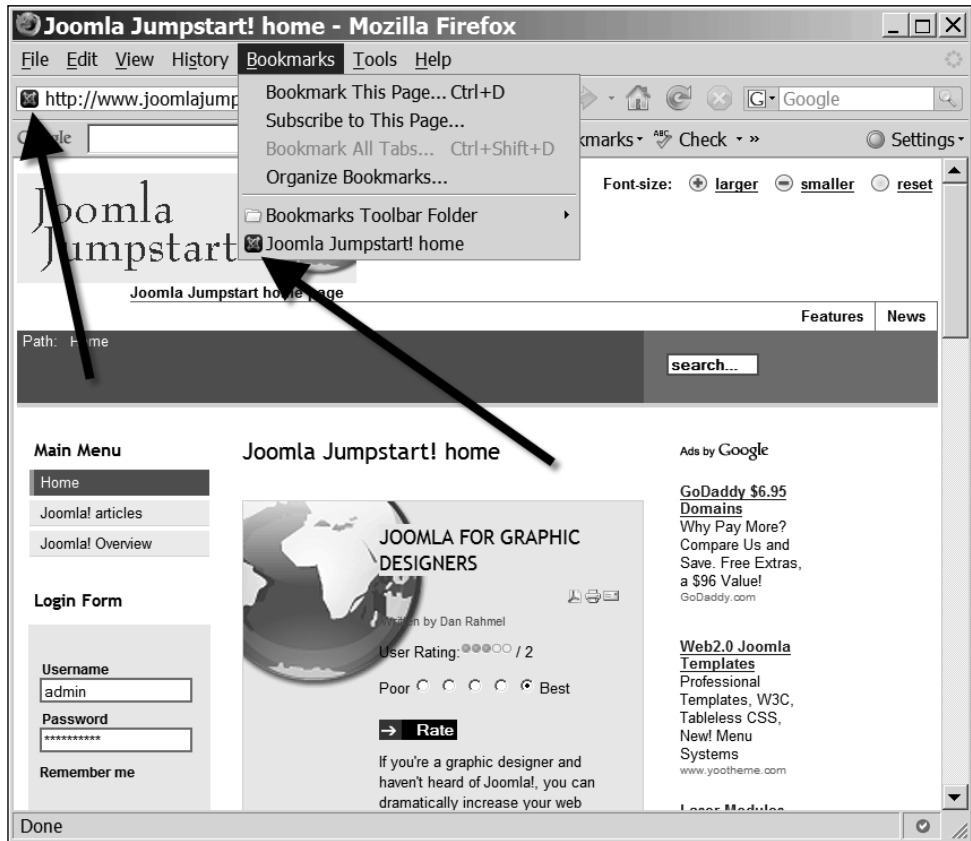 Joomla Jumpstart! home - Mozilla Firefox
File Edit View History Bookmarks Tools Help
http://www.joomlajump
G Google
Bookmark This Page... Ctrl+D
Subscribe to This Page...
Bookmark All Tabs... Ctrl+Shift+D
Organize Bookmarks...
Bookmarks Toolbar Folder
Joomla Jumpstart! home
kmarks ABC Check » Settings
Font-size: larger smaller reset
Joomla
Jumpstart
Joomla Jumpstart home page
Features News
Path: Home
search...
Main Menu
Home
Joomla! articles
Joomla! Overview
Login Form
Username
admin
Password
**********
Remember me
Joomla Jumpstart! home
JOOMLA FOR GRAPHIC
DESIGNERS
Written by Dan Rahmel
User Rating: / 2
Poor Best
Rate
If you're a graphic designer and
haven't heard of Joomla!, you can
dramatically increase your web
Ads by Google
GoDaddy $6.95
Domains
Why Pay More?
Compare Us and
Save. Free Extras,
a $96 Value!
GoDaddy.com
Web2.0 Joomla
Templates
Professional
Templates, W3C,
Tableless CSS,
New! Menu
Systems
www.yootheme.com
Done